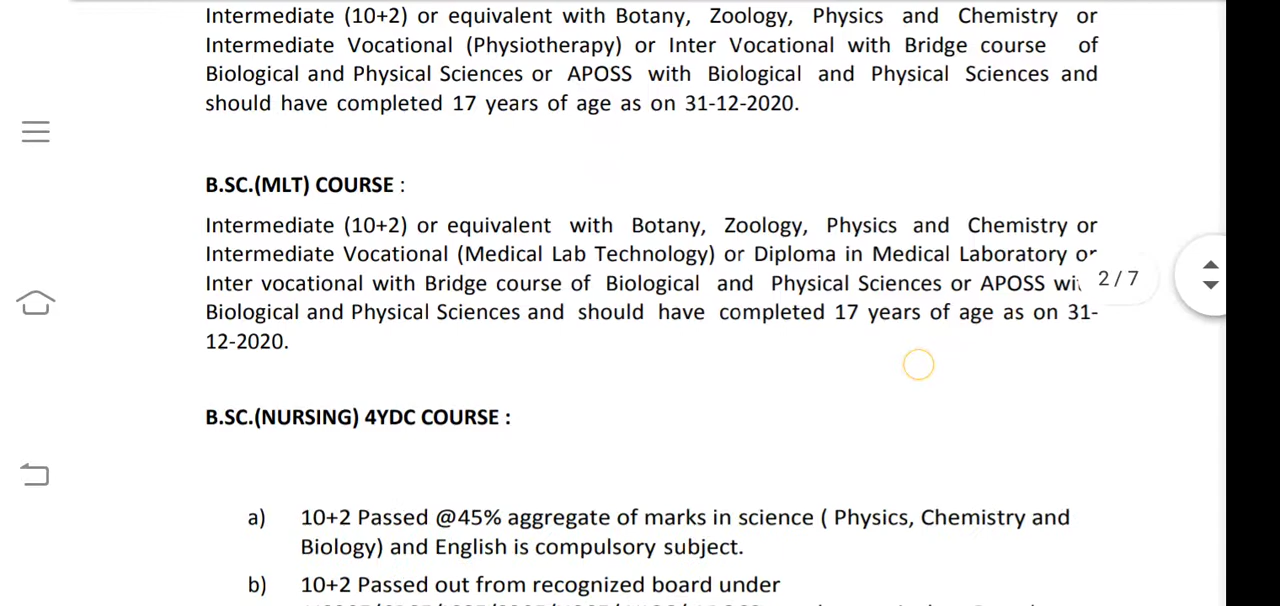 Intermediate (10+2) or equivalent with Botany, Zoology, Physics and Chemistry or
Intermediate Vocational (Physiotherapy) or Inter Vocational with Bridge course of
Biological and Physical Sciences or APOSS with Biological and Physical Sciences and
should have completed 17 years of age as on 31-12-2020.
B.SC.(MLT) COURSE :
Intermediate (10+2) or equivalent with Botany, Zoology, Physics and Chemistry or
Intermediate Vocational (Medical Lab Technology) or Diploma in Medical Laboratory or
Inter vocational with Bridge course of Biological and Physical Sciences or APOSS
2/7
Biological and Physical Sciences and should have completed 17 years of age as on 31-
12-2020.
B.SC.(NURSING) 4YDC COURSE :
a) 10+2 Passed @45% aggregate of marks in science ( Physics, Chemistry and
Biology) and English is compulsory subject.
b) 10+2 Passed out from recognized board under